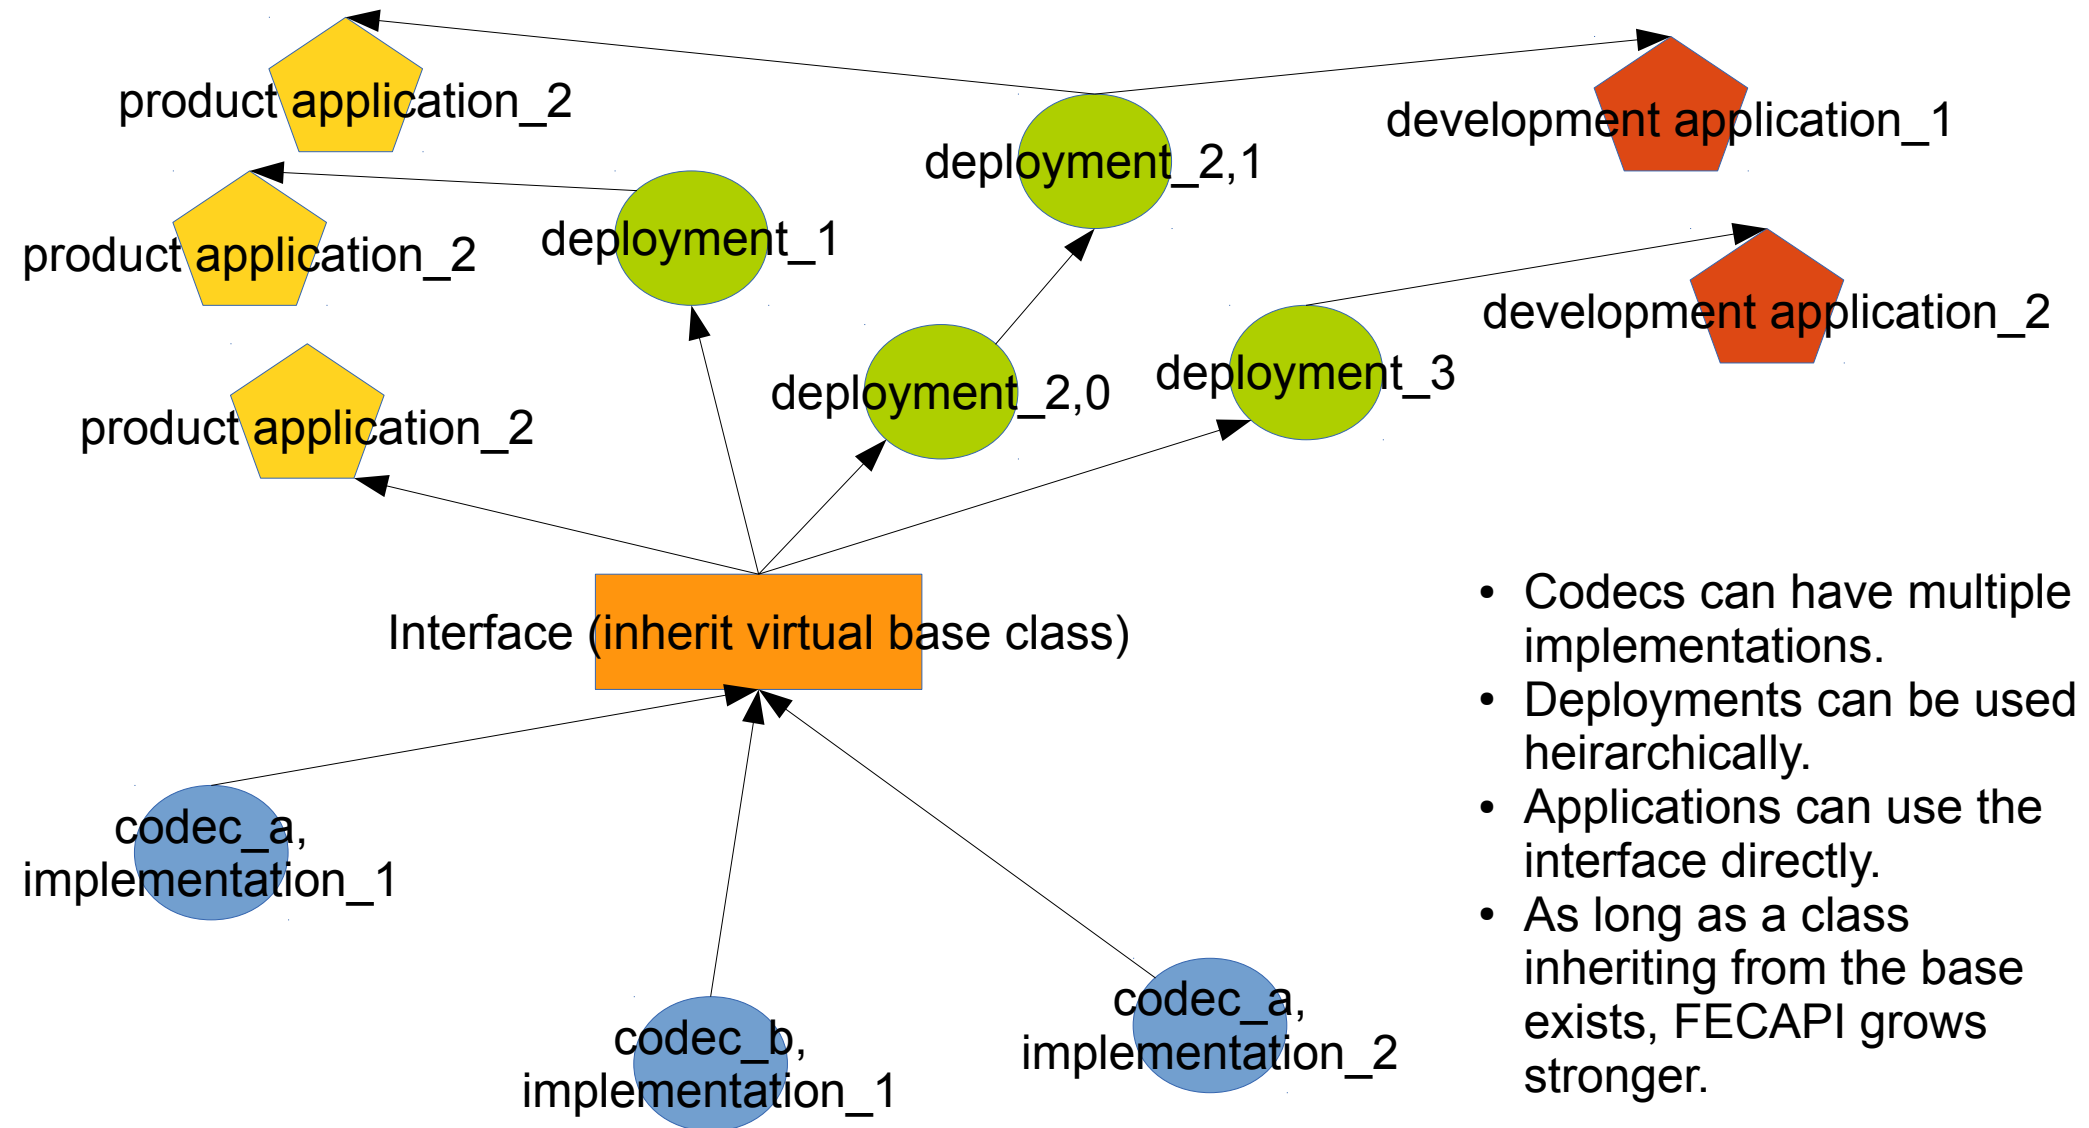 product application_2
development application_1
deployment_2,1
product application_2
deployment_1
development application_2
deployment_2,0
deployment_3
product application_2
Interface (inherit virtual base class)
• Codecs can have multiple
implementations.
• Deployments can be used
heirarchically.
• Applications can use the
interface directly.
• As long as a class
inheriting from the base
exists, FECAPI grows
stronger.
codec_a,
implementation_1
codec_b,
implementation_1
codec_a,
implementation_2